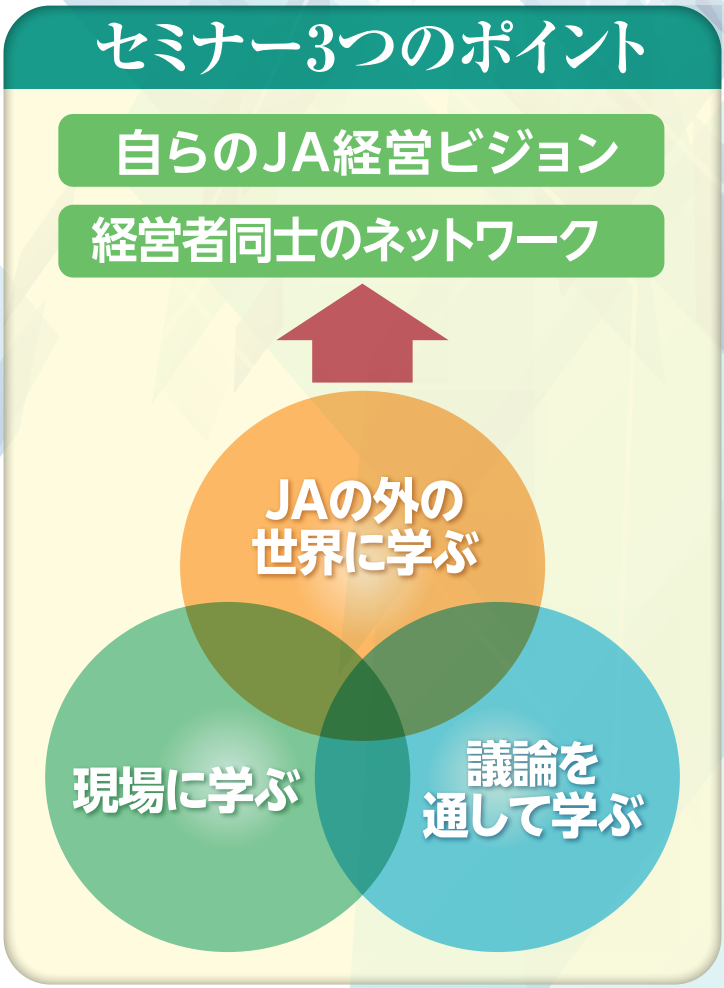 セミナー3つのポイント
自らのJA経営ビジョン
経営者同士のネットワーク
JAの外の
世界に学ぶ
現場に学ぶ
議論を
通して学ぶ